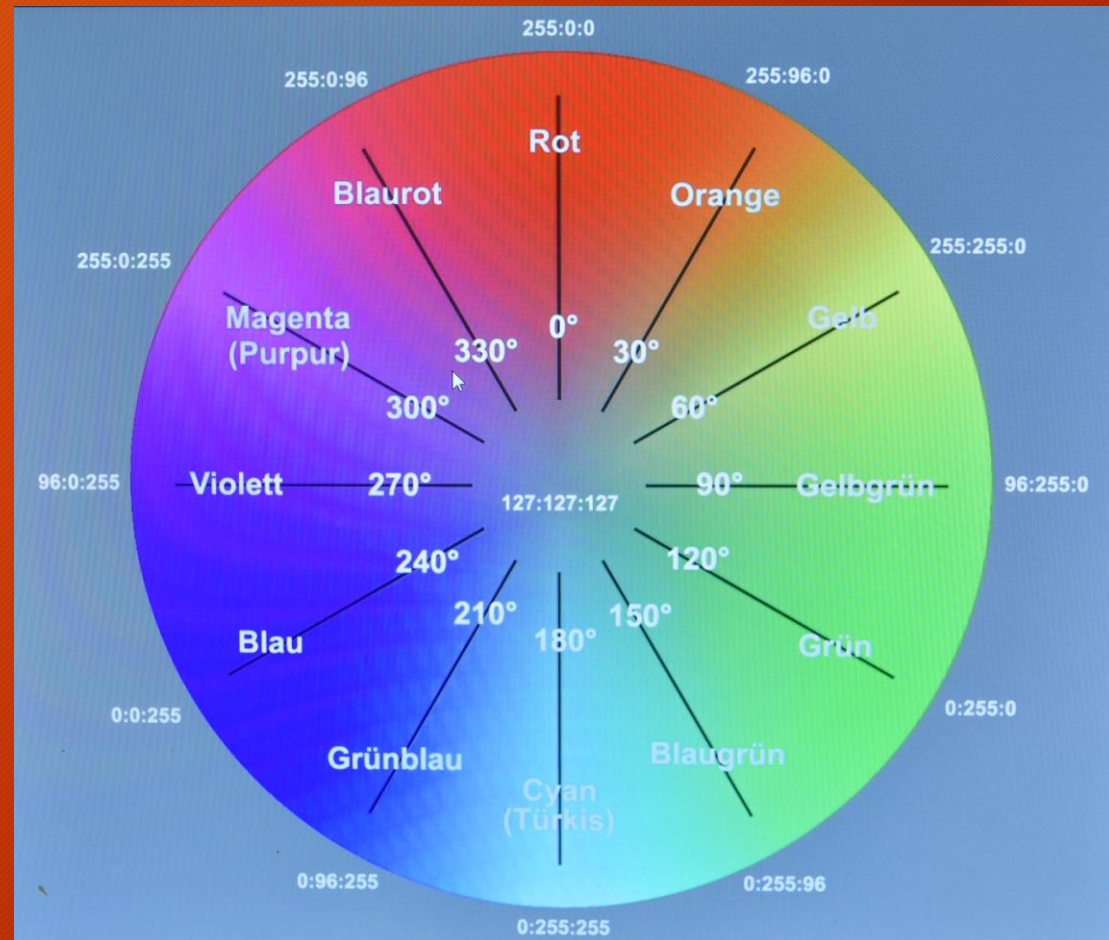 255:0:0
255:0:96
255:96:0
Rot
Blaurot
Orange
255:0:255
255:255:0
Magenta
(Purpur)
Gelb
0°
330°
30°
300°
60°
96:0:255
Violett
270°
127:127:127
90°
Gelbgrün
96:255:0
240°
120°
210°
150°
180°
Blau
Grün
0:0:255
0:255:0
Grünblau
Blaugrün
Cyan
(Türkis)
0:96:255
0:255:96
0:255:255